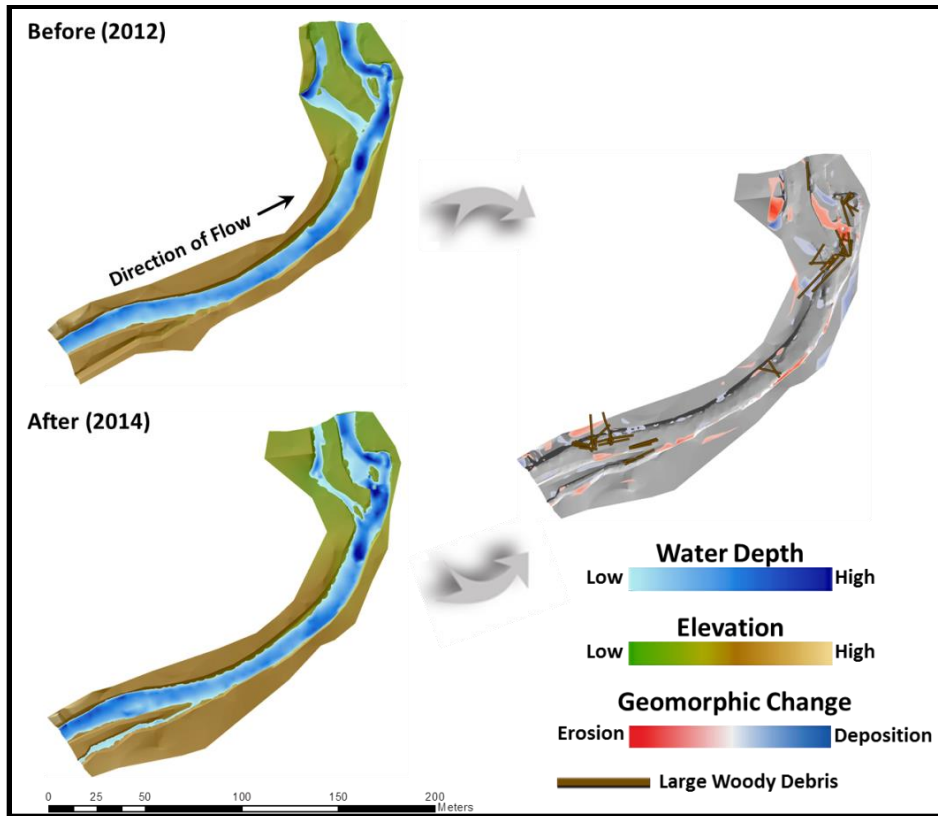 Before (2012)
Direction of Flow
After (2014)
Water Depth
Low High
Elevation
Low High
Geomorphic Change
Erosion Deposition
Large Woody Debris
0 25 50 100 150 200
Meters